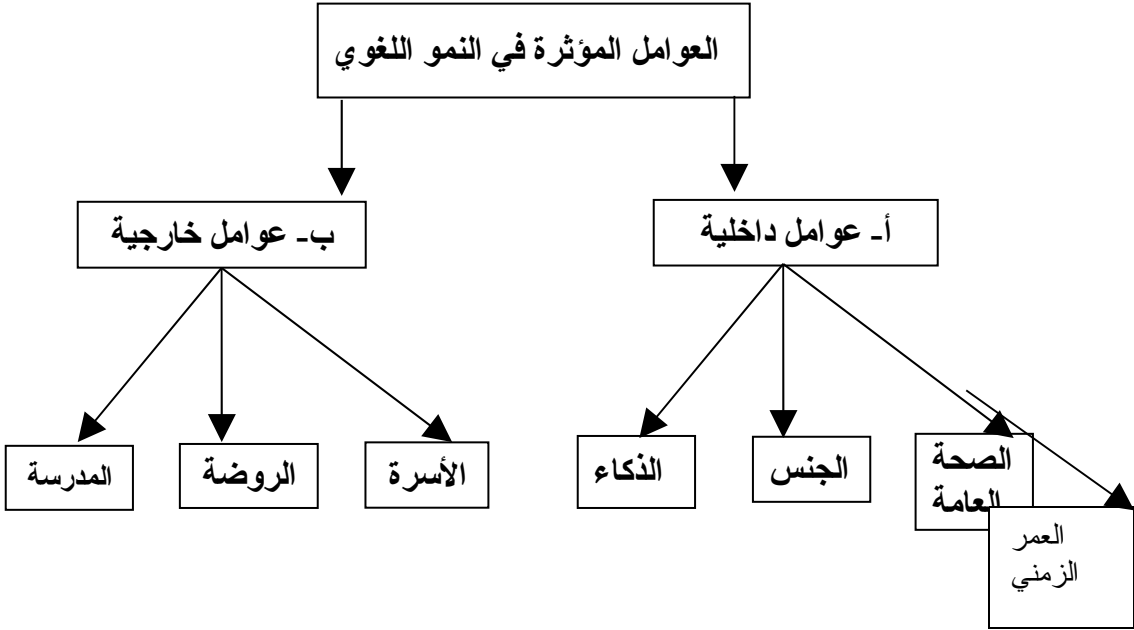 العوامل المؤثرة في النمو اللغوي
أ- عوامل داخلية
ب- عوامل خارجية
الصحة
العامة
العمر
الزمني
الجنس
الذكاء
الأسرة
الروضة
المدرسة